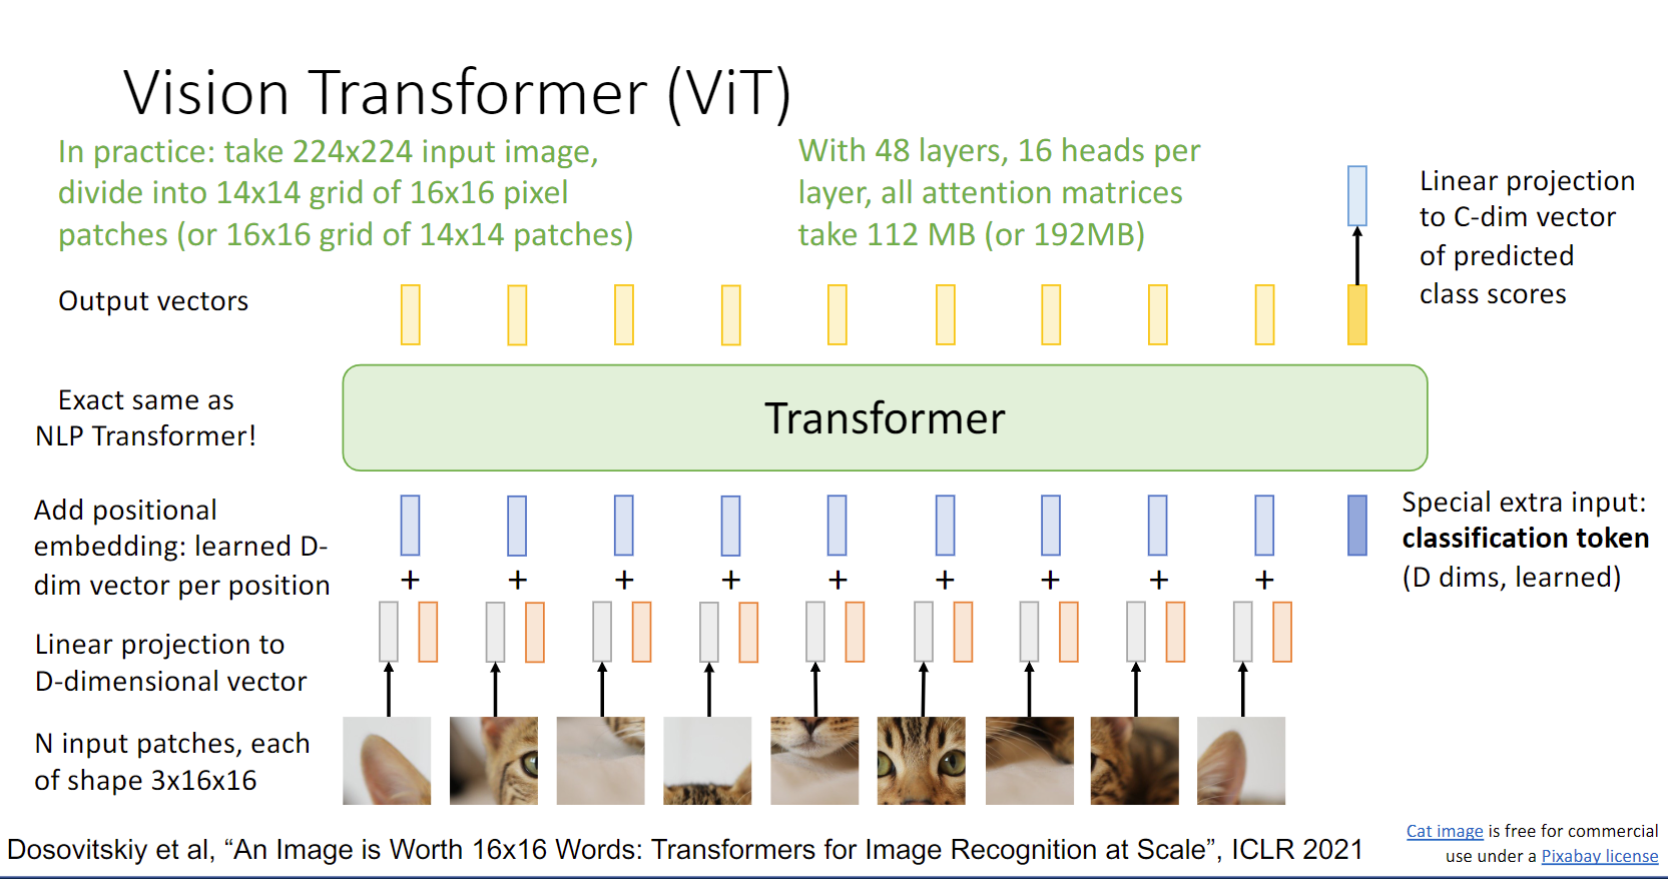 Vision Transformer (ViT)
In practice: take 224x224 input image,
divide into 14x14 grid of 16x16 pixel
patches (or 16x16 grid of 14x14 patches)
With 48 layers, 16 heads per
layer, all attention matrices
take 112 MB (or 192MB)
Linear projection
to C-dim vector
of predicted
class scores
Output vectors
Exact same as
NLP Transformer!
Transformer
Add positional
embedding: learned D-
dim vector per position
Special extra input:
classification token
(D dims, learned)
+ + + + + + + + +
Linear projection to
D-dimensional vector
N input patches, each
of shape 3x16x16
Dosovitskiy et al, “An Image is Worth 16x16 Words: Transformers for Image Recognition at Scale”, ICLR 2021
Cat image is free for commercial
use under a Pixabay license